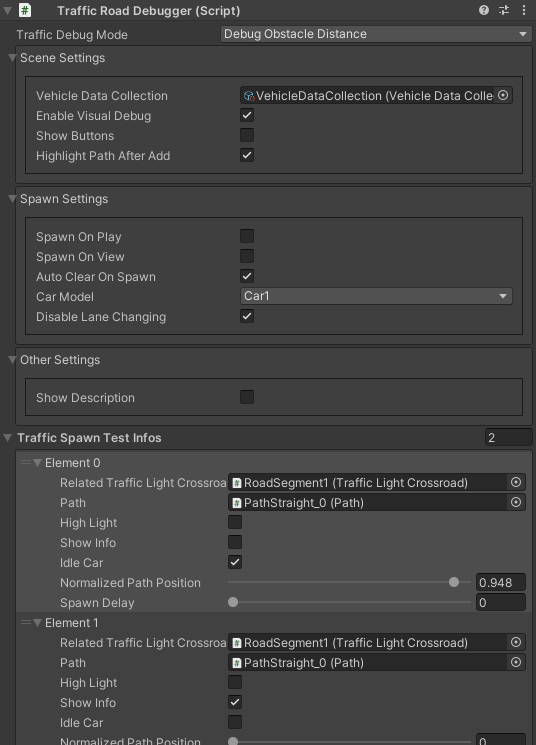 Traffic Road Debugger (Script)
Traffic Debug Mode Debug Obstacle Distance
Scene Settings
Vehicle Data Collection VehicleDataCollection (Vehicle Data Colle
Enable Visual Debug
Show Buttons
Highlight Path After Add
Spawn Settings
Spawn On Play
Spawn On View
Auto Clear On Spawn
Car Model Car1
Disable Lane Changing
Other Settings
Show Description
Traffic Spawn Test Infos 2
Element 0
Related Traffic Light Crossroa RoadSegment1 (Traffic Light Crossroad)
Path PathStraight_0 (Path)
High Light
Show Info
Idle Car
Normalized Path Position 0.948
Spawn Delay 0
Element 1
Related Traffic Light Crossroa RoadSegment1 (Traffic Light Crossroad)
Path PathStraight_0 (Path)
High Light
Show Info
Idle Car
Normalized Path Position 0